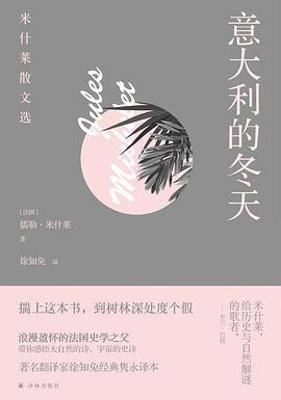 意大利的冬天
米什莱散文选
Jules
Michelet
［法国］
儒勒·米什莱
著
徐知免 译
揣上这本书，到树林深处度个假
浪漫盈怀的法国史学之父
带你感悟大自然的诗、宇宙的史诗
著名翻译家徐知免经典隽永译本
米什莱，
给历史与自然解谜
的歌者。
译林出版社